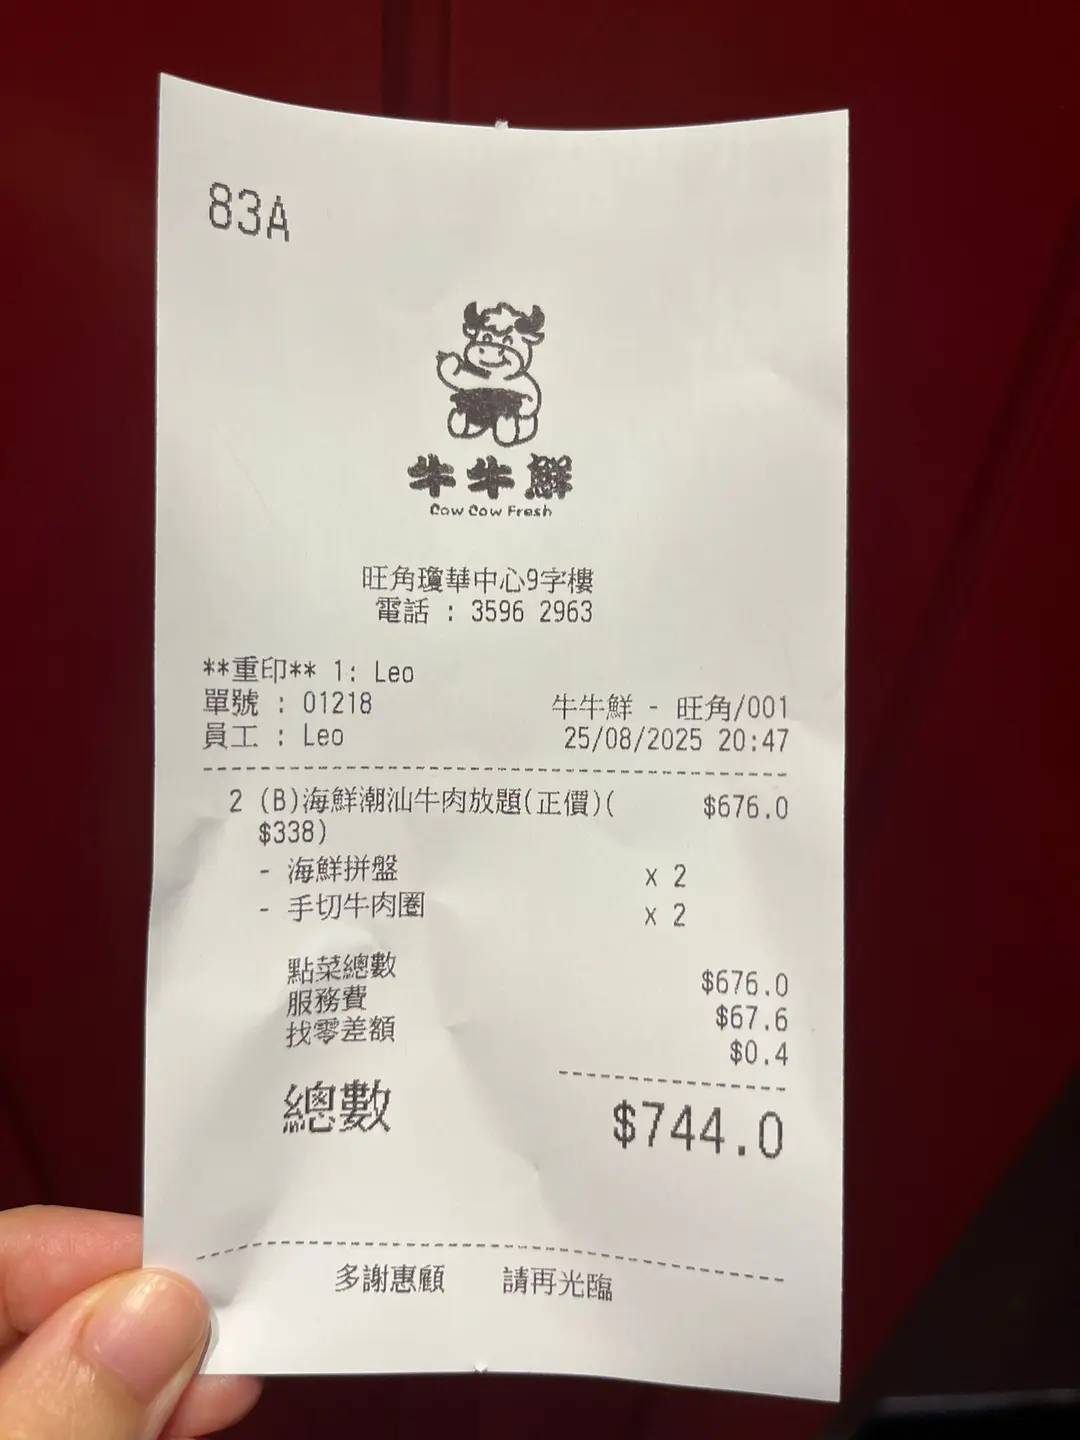 83A
牛牛鮮
Cow Cow Fresh
旺角瓊華中心9字樓
電話 : 3596 2963
**重印** 1: Leo
單號 : 01218 牛牛鮮 - 旺角/001
員工 : Leo 25/08/2025 20:47
2 (B)海鮮潮汕牛肉放題(正價)( $676.0
$338)
- 海鮮拼盤 x 2
- 手切牛肉圈 x 2
點菜總數 $676.0
服務費 $67.6
找零差額 $0.4
總數 $744.0
多謝惠顧 請再光臨